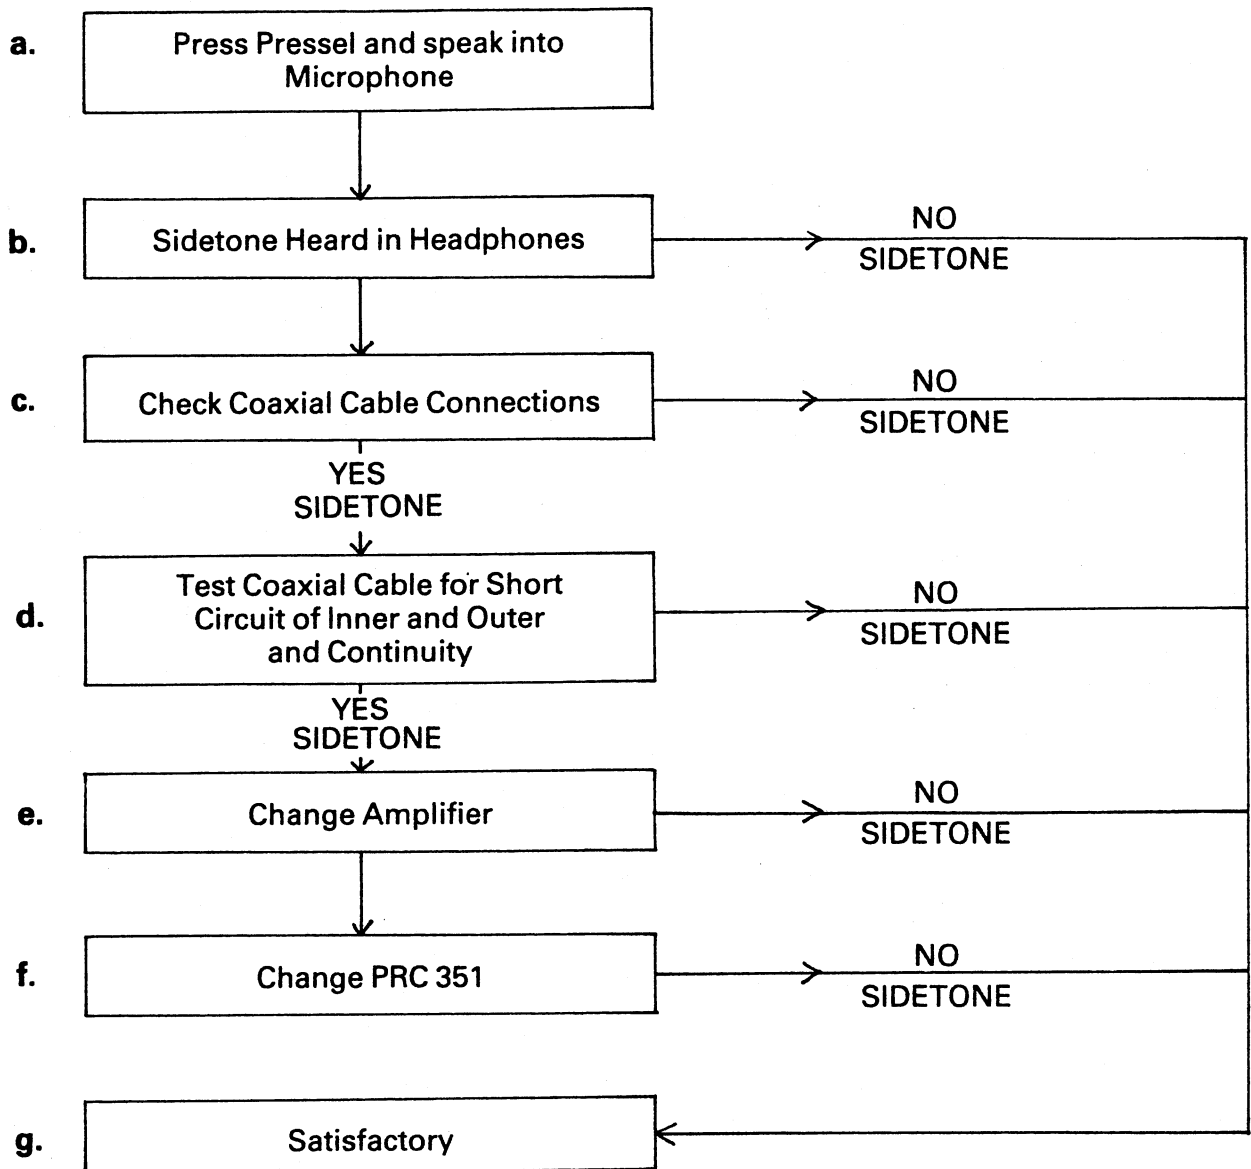 a.
Press Pressel and speak into
Microphone
b.
Sidetone Heard in Headphones
NO
SIDETONE
c.
Check Coaxial Cable Connections
NO
SIDETONE
YES
SIDETONE
d.
Test Coaxial Cable for Short
Circuit of Inner and Outer
and Continuity
NO
SIDETONE
YES
SIDETONE
e.
Change Amplifier
NO
SIDETONE
f.
Change PRC 351
NO
SIDETONE
g.
Satisfactory